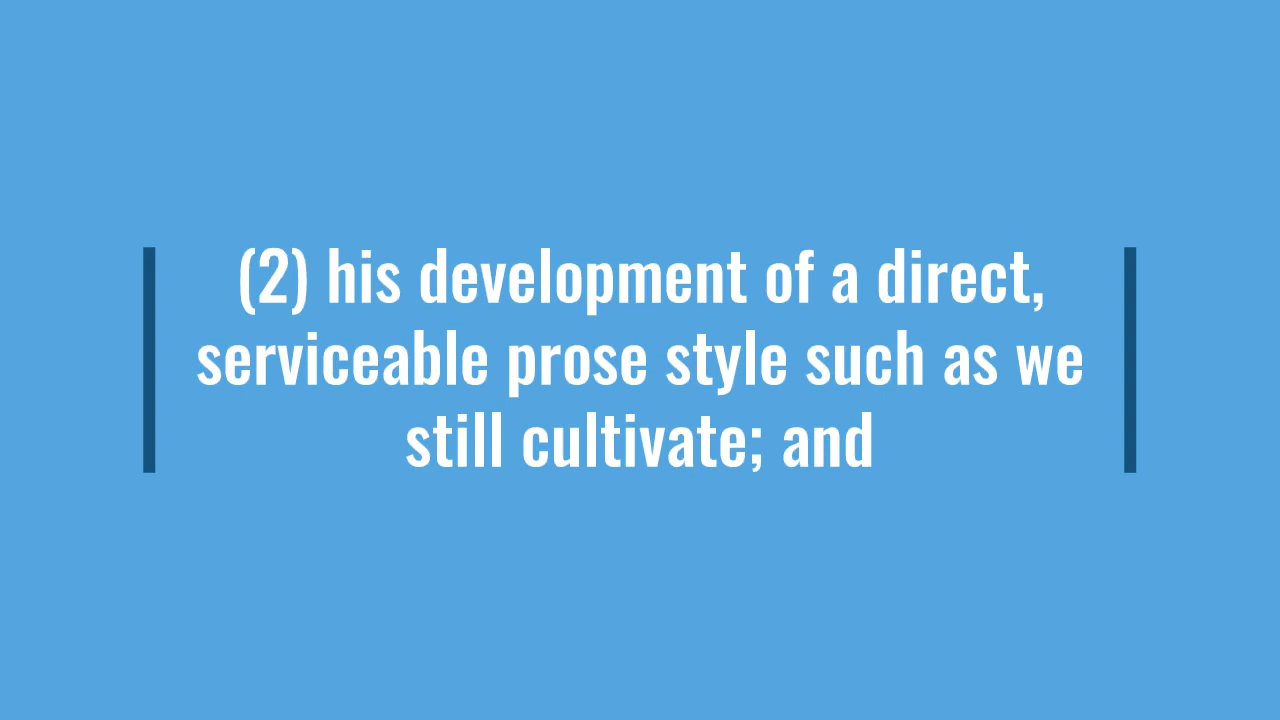 (2) his development of a direct,
serviceable prose style such as we
still cultivate; and